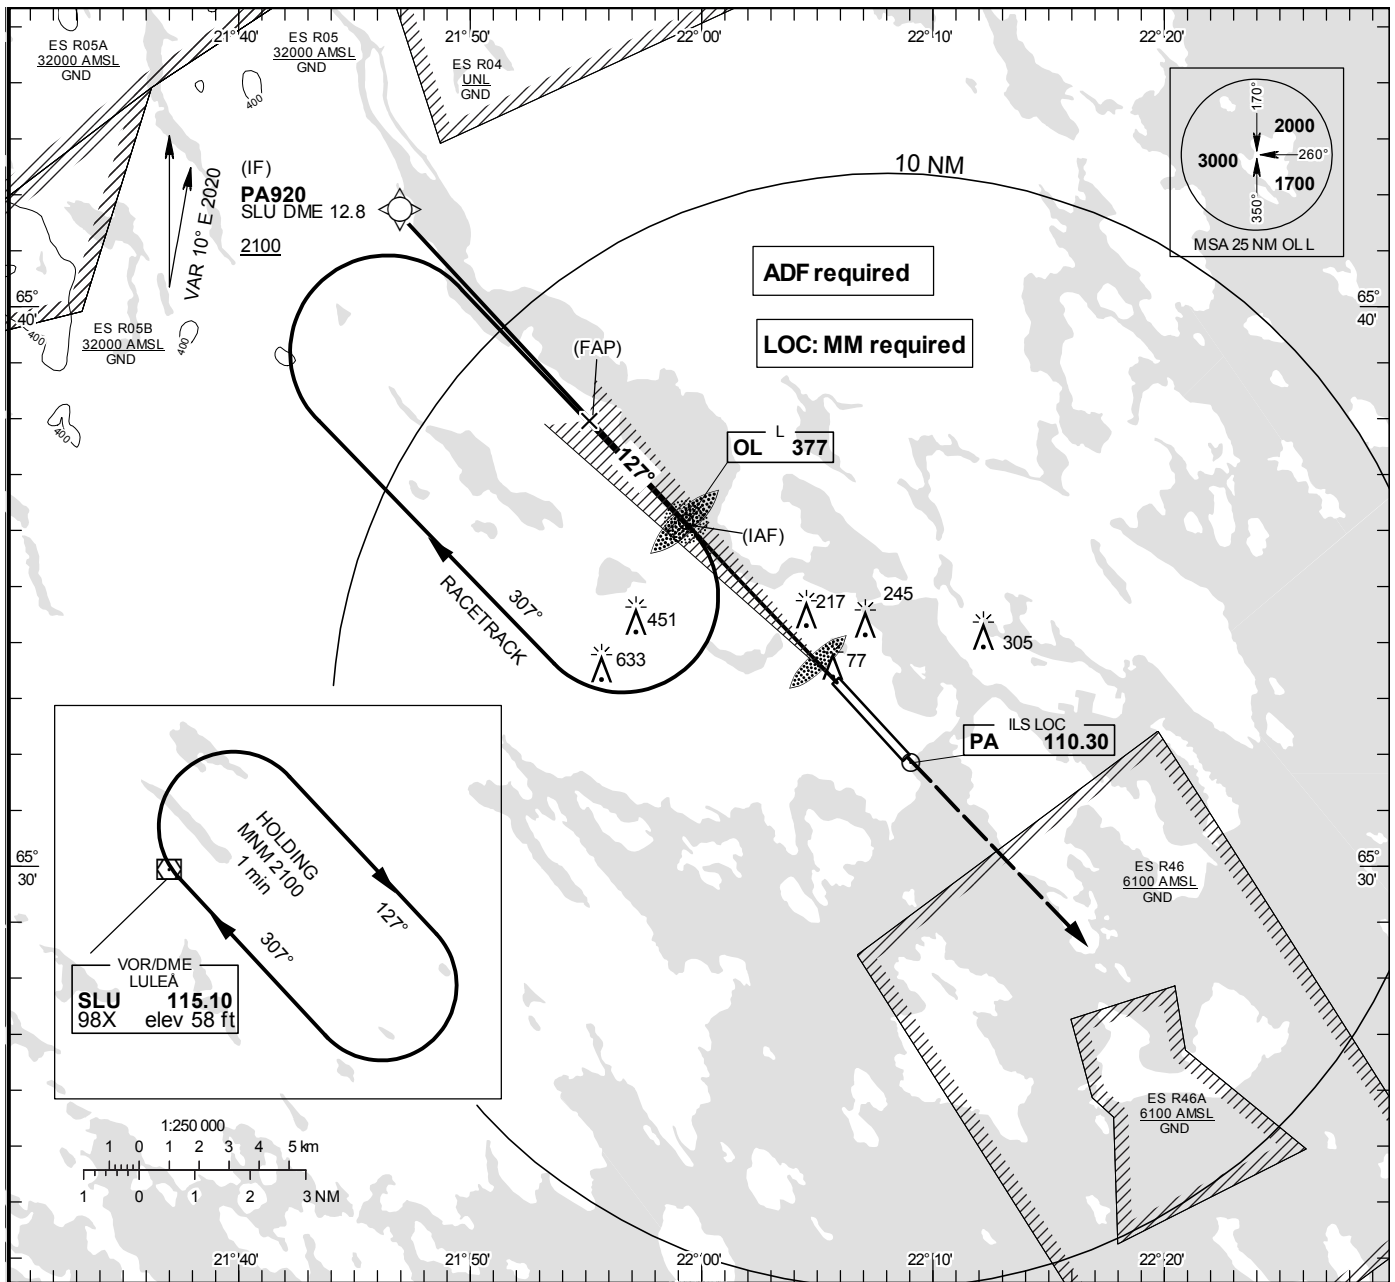 21°40'
21°50'
22°00'
22°10'
22°20'
ES R05A
32000 AMSL
GND
ES R05
32000 AMSL
GND
ES R04
UNL
GND
400
170°
2000
3000
260°
1700
350°
MSA 25 NM OL L
VAR 10° E 2020
(IF)
PA920
SLU DME 12.8
2100
10 NM
ADF required
LOC: MM required
65°
40'
65°
40'
400
ES R05B
32000 AMSL
GND
400
400
(FAP)
127°
L
OL 377
(IAF)
RACETRACK
307°
451
633
217
245
305
77
ILS LOC
PA 110.30
HOLDING
MNM 2100
1 min
127°
307°
VOR/DME
LULEÅ
SLU 115.10
98X elev 58 ft
65°
30'
65°
30'
ES R46
6100 AMSL
GND
ES R46A
6100 AMSL
GND
1:250 000
1 0 1 2 3 4 5 km
1 0 1 2 3 NM
21°40'
21°50'
22°00'
22°10'
22°20'